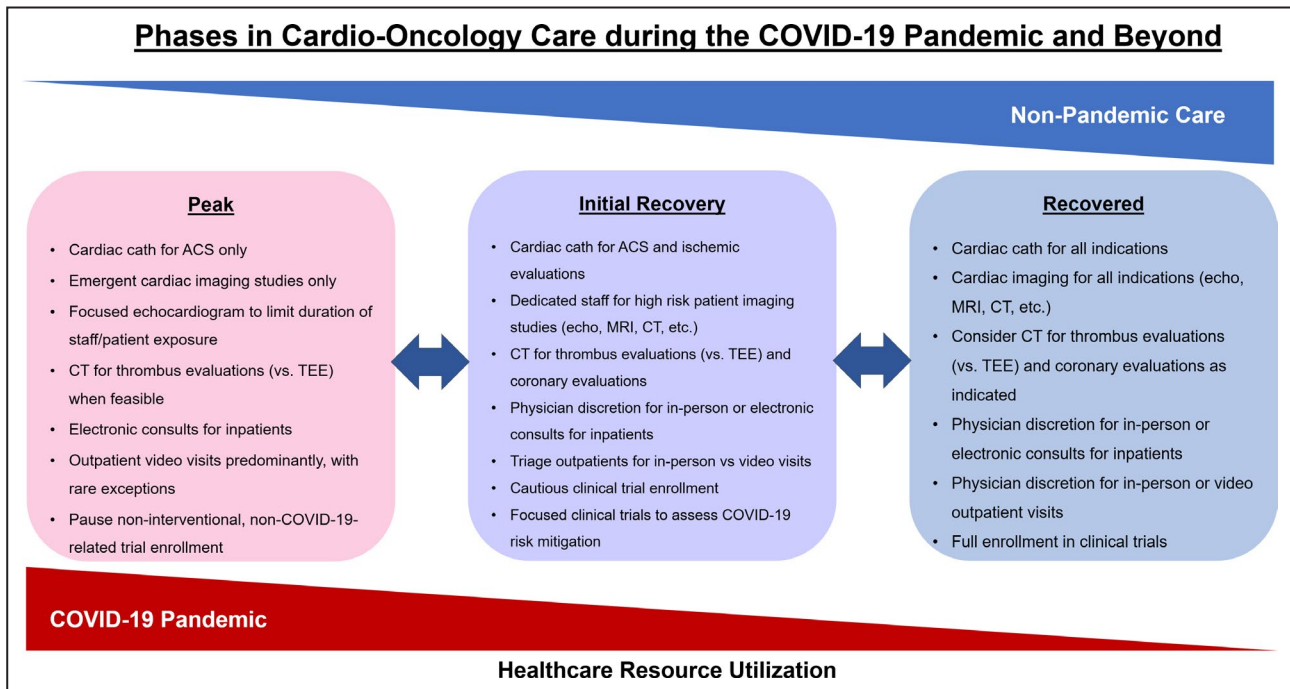 Phases in Cardio-Oncology Care during the COVID-19 Pandemic and Beyond
Non-Pandemic Care
Peak
• Cardiac cath for ACS only
• Emergent cardiac imaging studies only
• Focused echocardiogram to limit duration of
staff/patient exposure
• CT for thrombus evaluations (vs. TEE)
when feasible
• Electronic consults for inpatients
• Outpatient video visits predominantly, with
rare exceptions
• Pause non-interventional, non-COVID-19-
related trial enrollment
Initial Recovery
• Cardiac cath for ACS and ischemic
evaluations
• Dedicated staff for high risk patient imaging
studies (echo, MRI, CT, etc.)
• CT for thrombus evaluations (vs. TEE) and
coronary evaluations
• Physician discretion for in-person or electronic
consults for inpatients
• Triage outpatients for in-person vs video visits
• Cautious clinical trial enrollment
• Focused clinical trials to assess COVID-19
risk mitigation
Recovered
• Cardiac cath for all indications
• Cardiac imaging for all indications (echo,
MRI, CT, etc.)
• Consider CT for thrombus evaluations
(vs. TEE) and coronary evaluations as
indicated
• Physician discretion for in-person or
electronic consults for inpatients
• Physician discretion for in-person or video
outpatient visits
• Full enrollment in clinical trials
COVID-19 Pandemic
Healthcare Resource Utilization